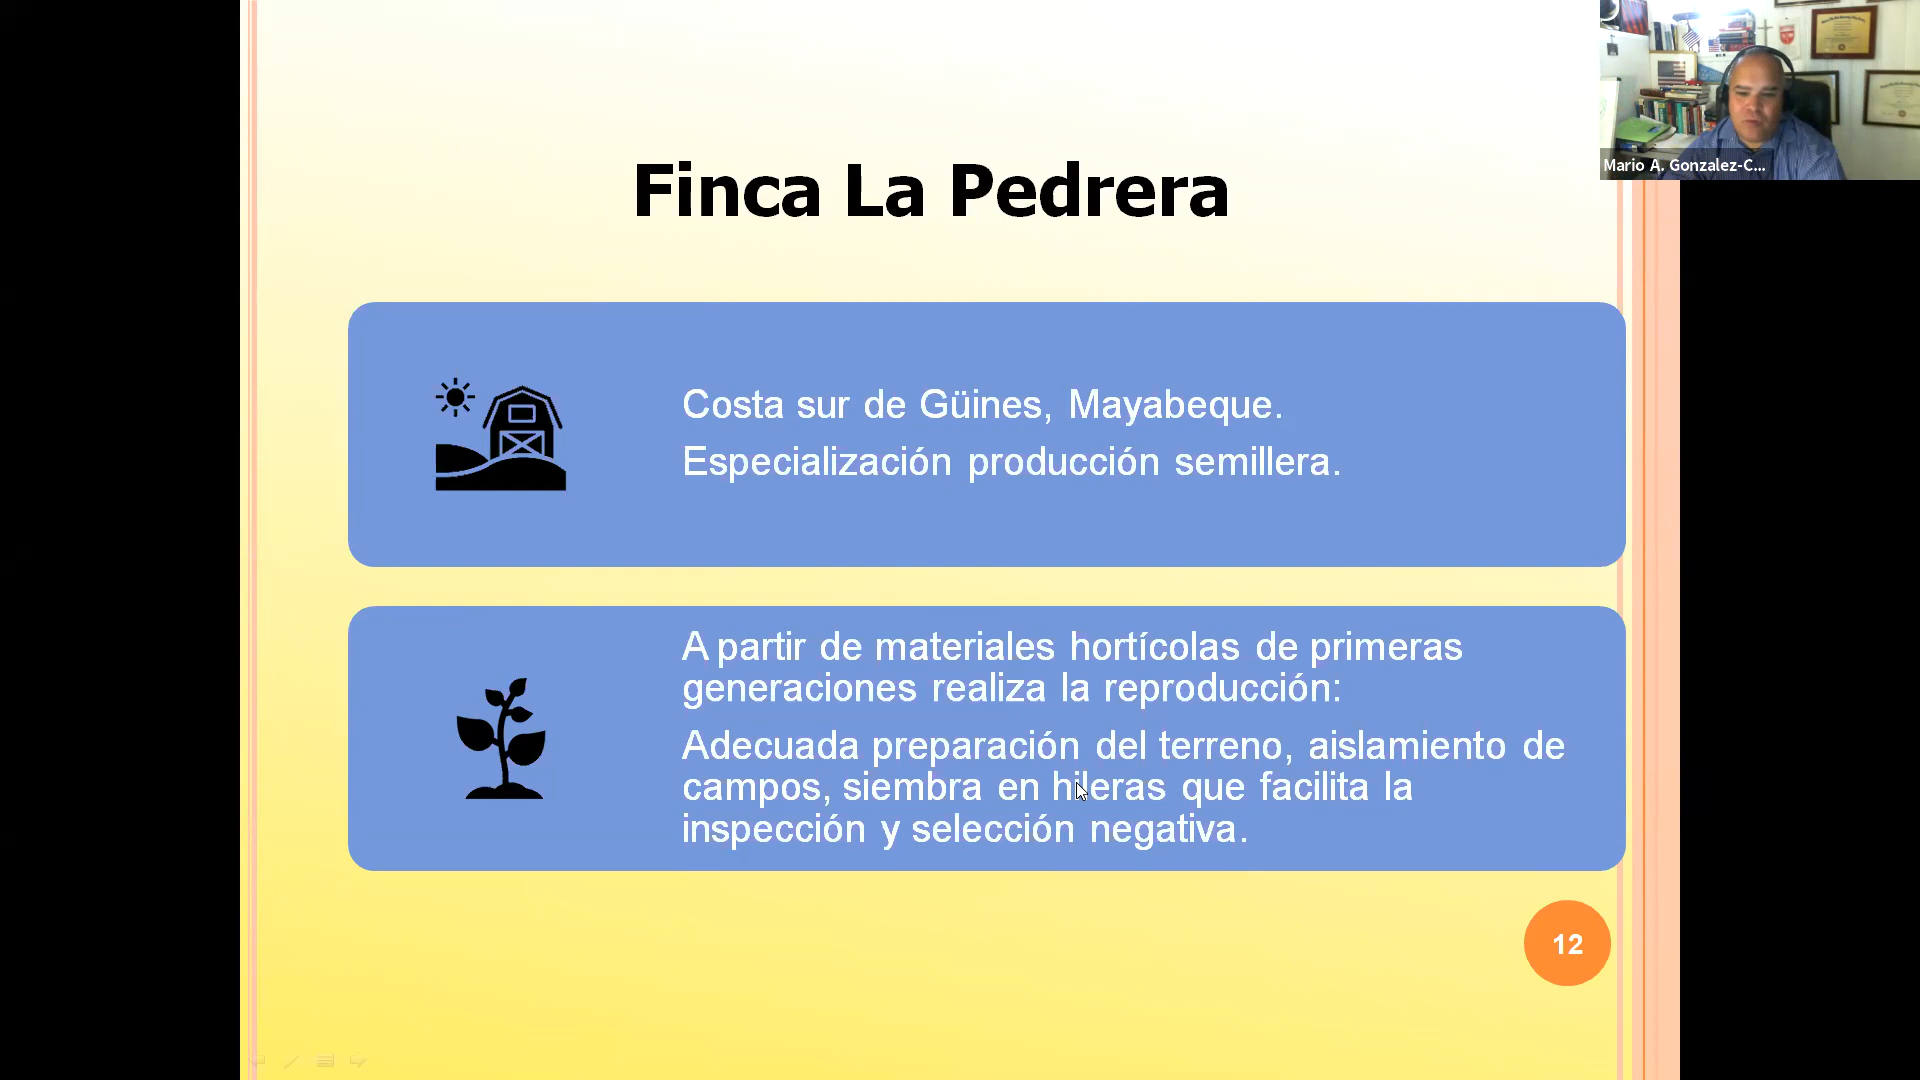 Finca La Pedrera
Mario A. Gonzalez-C...
Costa sur de Güines, Mayabeque.
Especialización producción semillera.
A partir de materiales hortícolas de primeras
generaciones realiza la reproducción:
Adecuada preparación del terreno, aislamiento de
campos, siembra en hileras que facilita la
inspección y selección negativa.
12